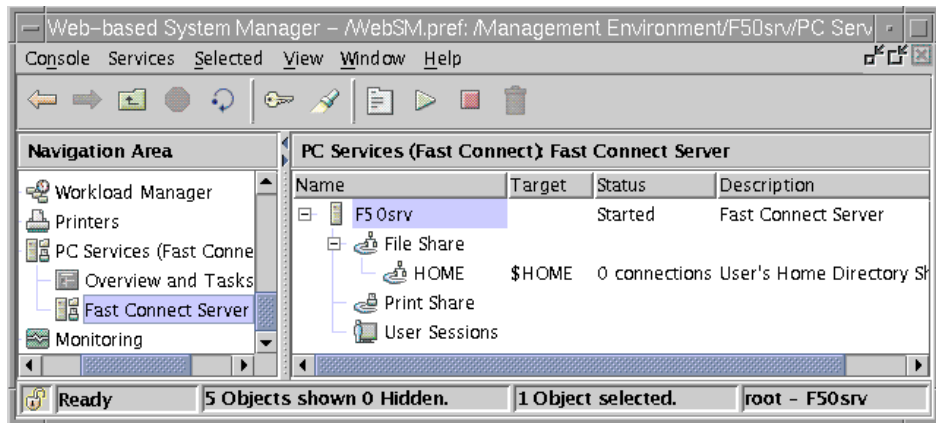 Web-based System Manager - /WebSM.pref: /Management Environment/F50srv/PC Serv
Console Services Selected View Window Help
Navigation Area
PC Services (Fast Connect): Fast Connect Server
Workload Manager
Printers
PC Services (Fast Conne
Overview and Tasks
Fast Connect Server
Monitoring
Name Target Status Description
F50srv Started Fast Connect Server
File Share
HOME $HOME 0 connections User's Home Directory Sh
Print Share
User Sessions
Ready 5 Objects shown 0 Hidden. 1 Object selected. root - F50srv